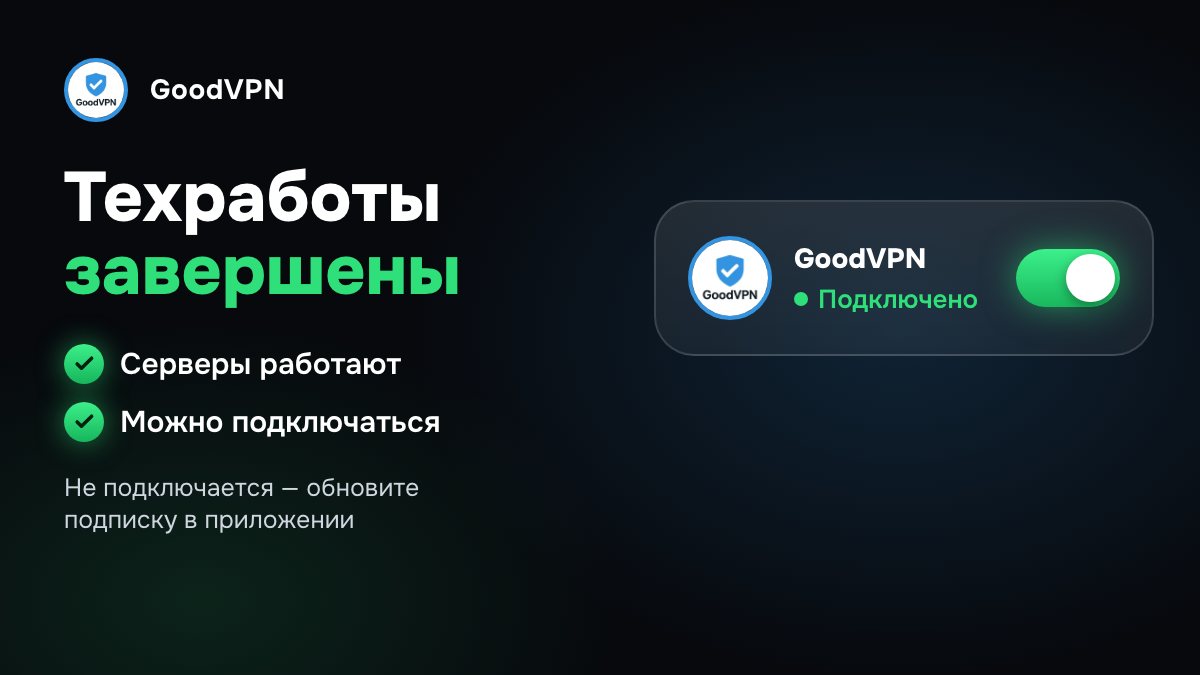 GoodVPN
GoodVPN
Техработы
завершены
Серверы работают
Можно подключаться
Не подключается — обновите
подписку в приложении
GoodVPN
GoodVPN
Подключено